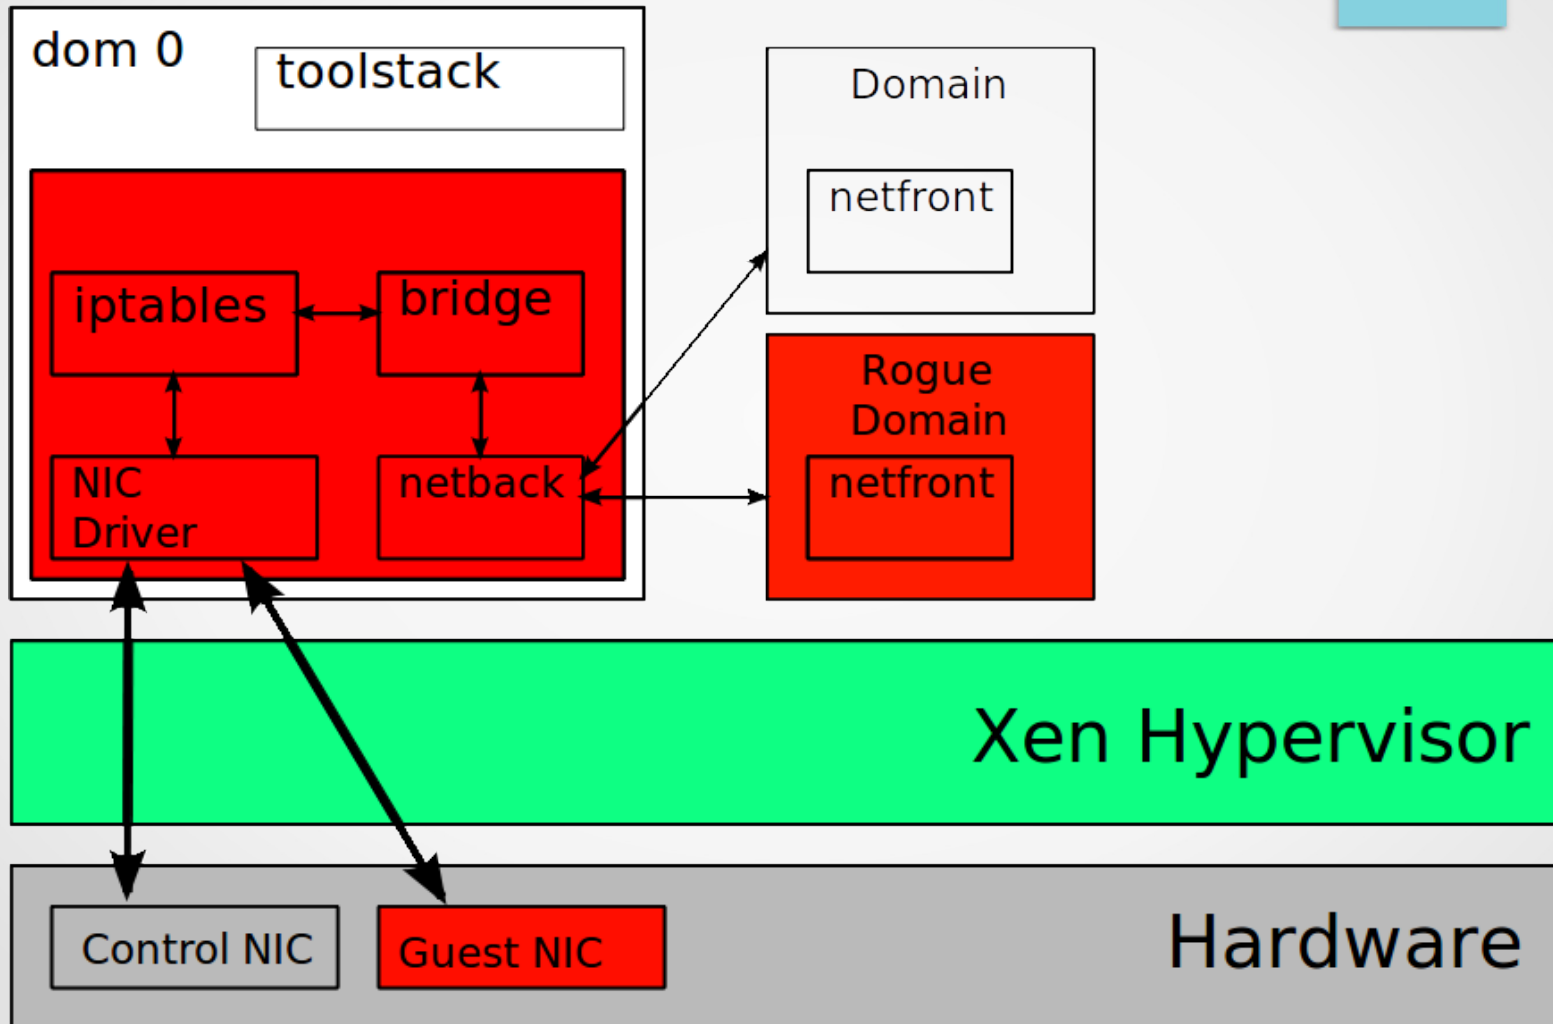 dom 0
toolstack
iptables
bridge
NIC
Driver
netback
Domain
netfront
Rogue
Domain
netfront
Xen Hypervisor
Control NIC
Guest NIC
Hardware